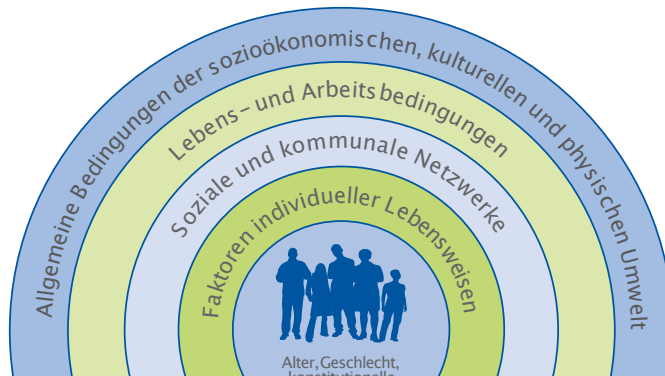 Allgemeine Bedingungen der sozioökonomischen, kulturellen und physischen Umwelt
Lebens- und Arbeitsbedingungen
Soziale und kommunale Netzwerke
Faktoren individueller Lebensweisen
Alter, Geschlecht,
konstitutionelle